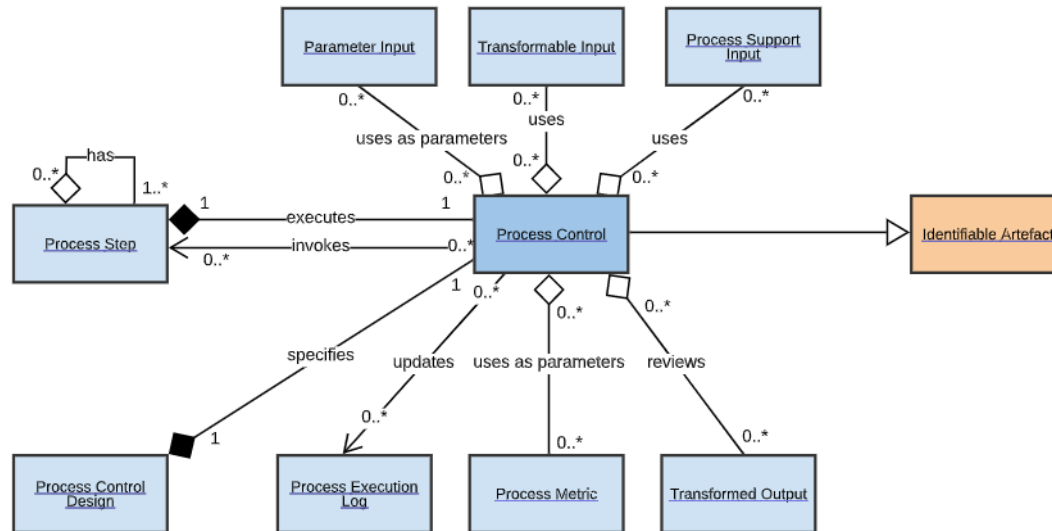 Parameter Input
Transformable Input
Process Support
Input
0..*
0..*
0..*
uses
uses as parameters
uses
has
0..*
0..*
0..*
0..*
1..*
1
1
executes
Process Step
Process Control
Identifiable Artefact
invokes
0..*
0..*
1
0..*
0..*
0..*
specifies
updates
uses as parameters
reviews
0..*
1
0..*
0..*
Process Control
Design
Process Execution
Log
Process Metric
Transformed Output